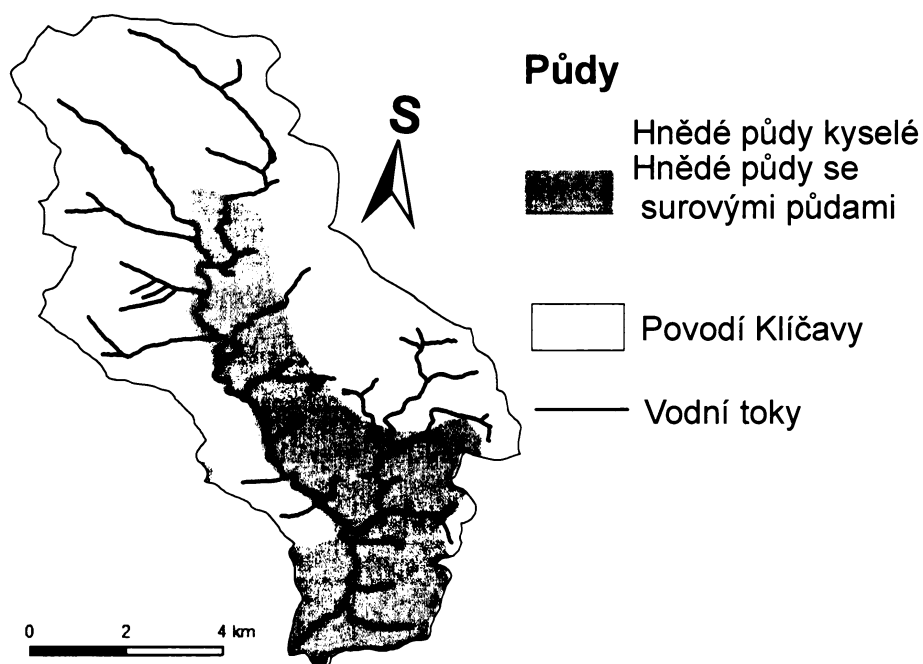 Půdy
S
Hnědé půdy kyselé
Hnědé půdy se
surovými půdami
Povodí Klíčavy
Vodní toky
0 2 4 km